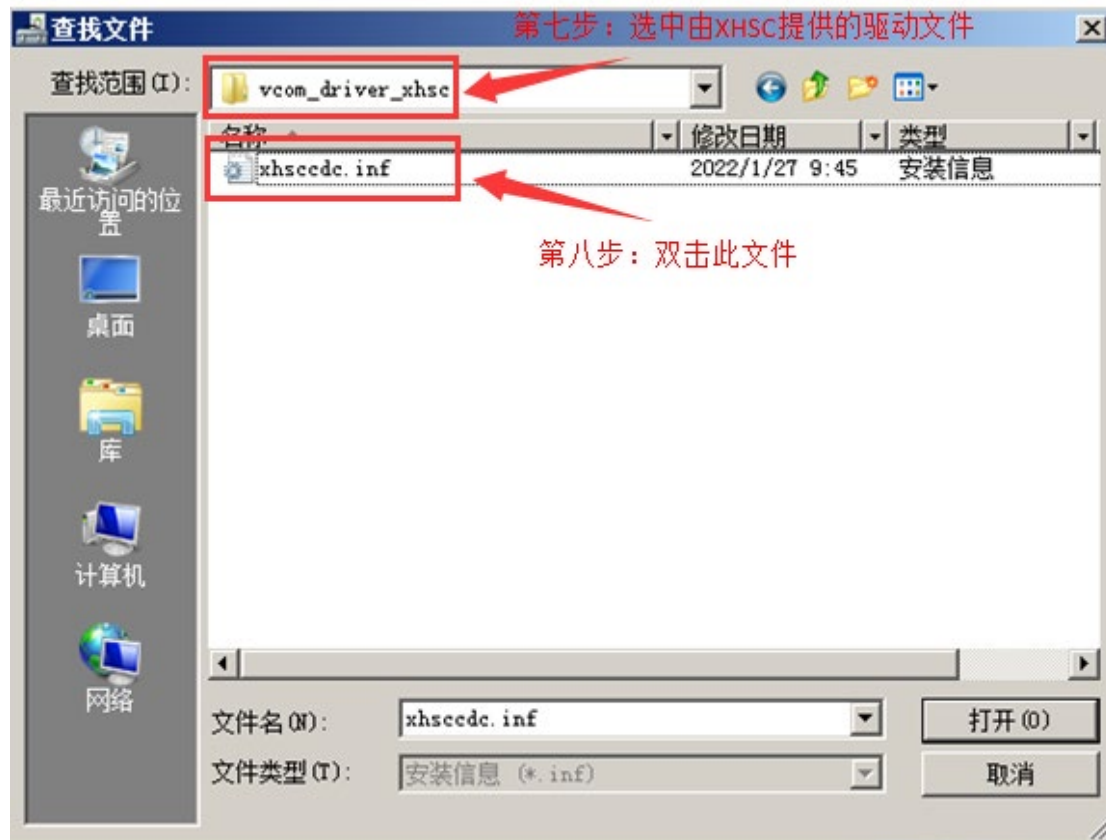 查找文件
第七步：选中由XHSC提供的驱动文件
查找范围(I):
vcom_driver_xhsc
名称
修改日期
类型
xhsccdc.inf
2022/1/27 9:45
安装信息
最近访问的位
置
第八步：双击此文件
桌面
库
计算机
网络
文件名(N):
xhsccdc.inf
打开(O)
文件类型(T):
安装信息 (*.inf)
取消